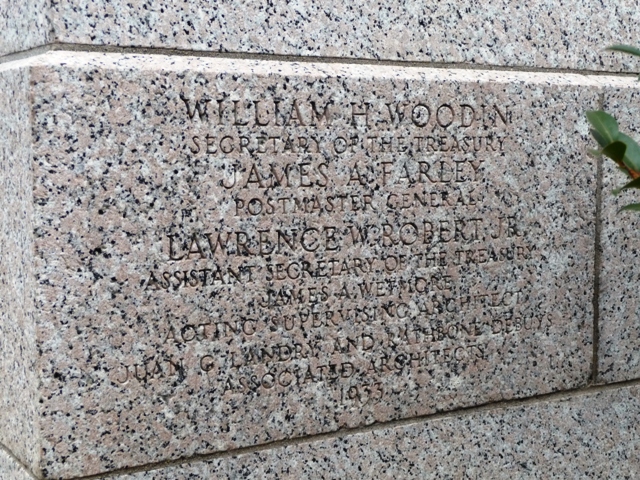 WILLIAM H·WOODIN
SECRETARY OF THE TREASURY
JAMES A·FARLEY
POSTMASTER GENERAL
LAWRENCE W·ROBERT, JR
ASSISTANT SECRETARY OF THE TREASURY
JAMES A WETMORE
ACTING SUPERVISING ARCHITECT
JUAN G LANDRY AND RATHBONE DEBUYS
ASSOCIATED ARCHITECTS
1933